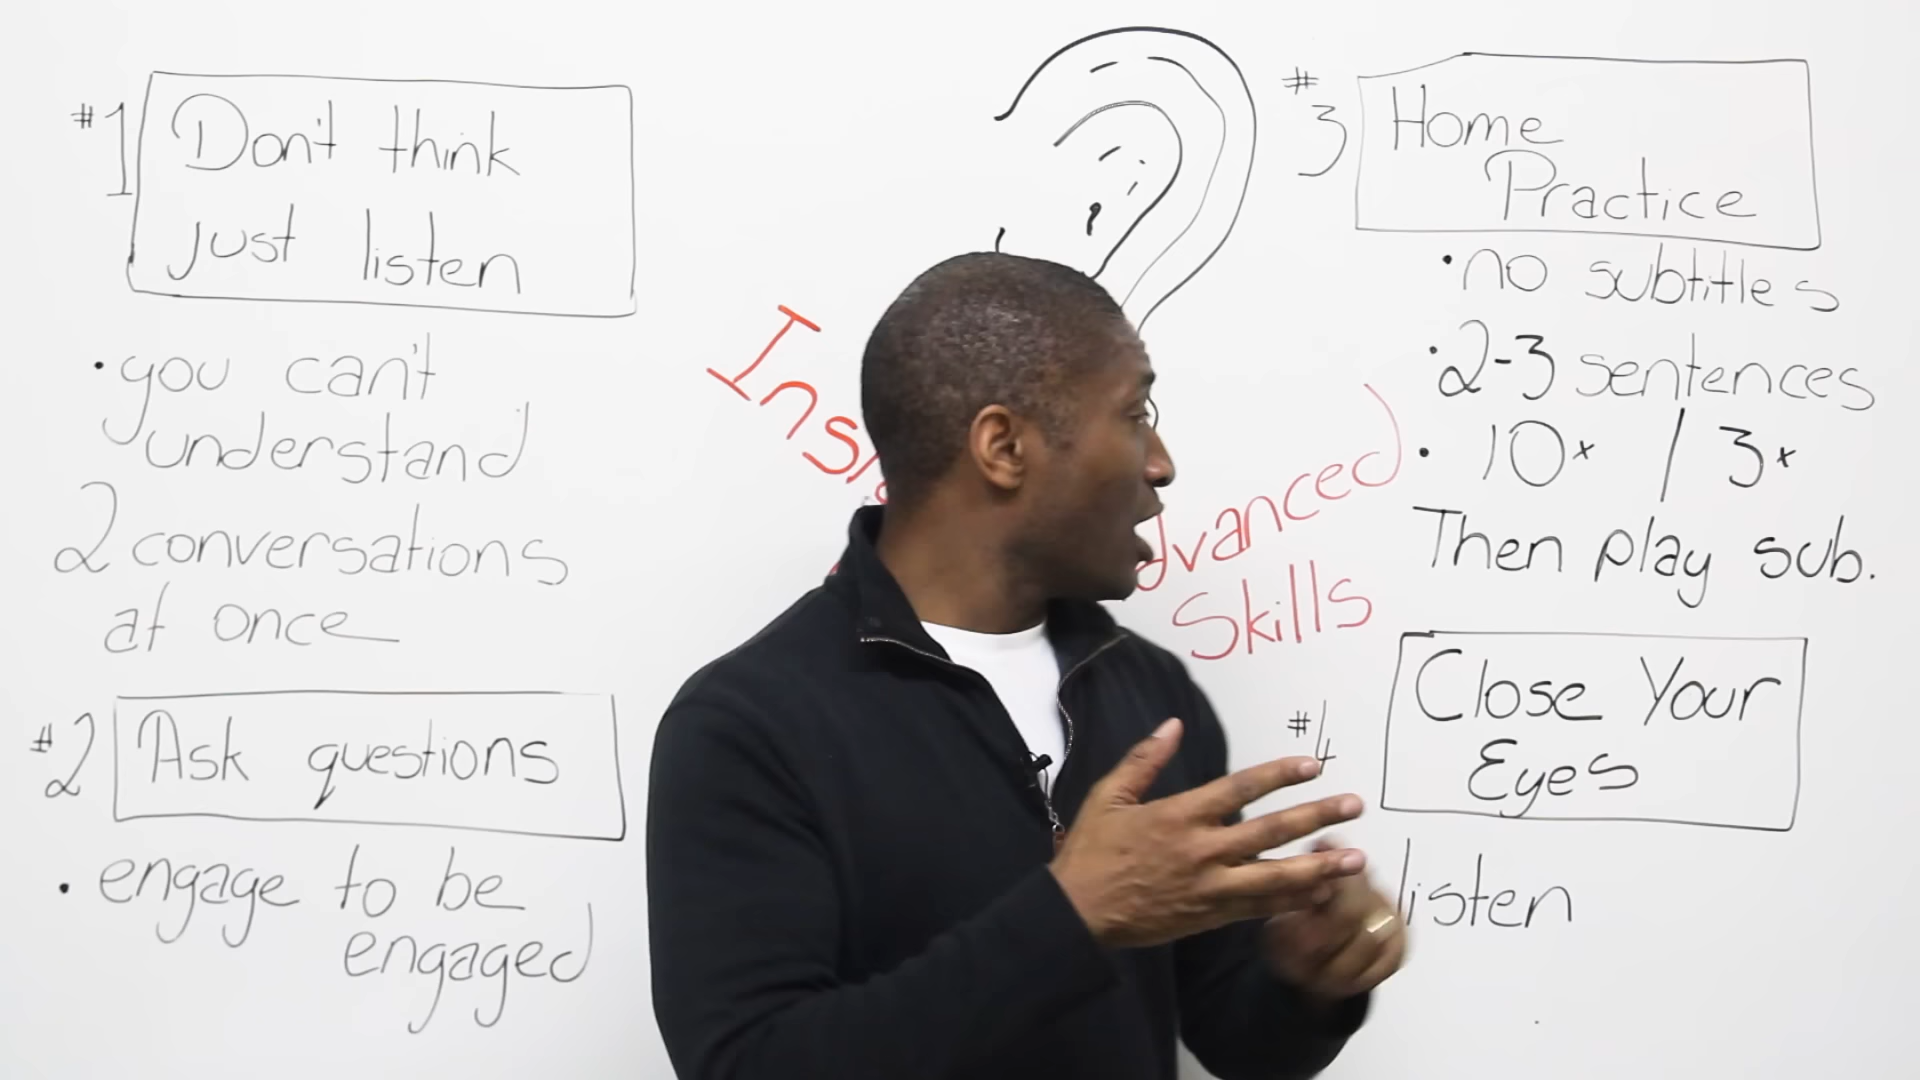 #1
Don't think
just listen
• you can't
understand
2 conversations
at once
#2
Ask questions
• engage to be
engaged
Skills
#3
Home
Practice
• no subtitles
• 2-3 sentences
• 10x / 3x
Then play sub.
#4
Close Your
Eyes
listen